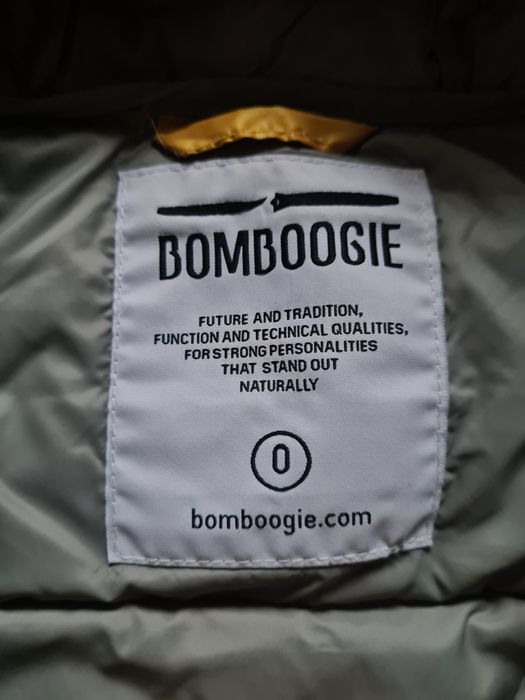 BOMBOOGIE
FUTURE AND TRADITION,
FUNCTION AND TECHNICAL QUALITIES,
FOR STRONG PERSONALITIES
THAT STAND OUT
NATURALLY
0
bomboogie.com